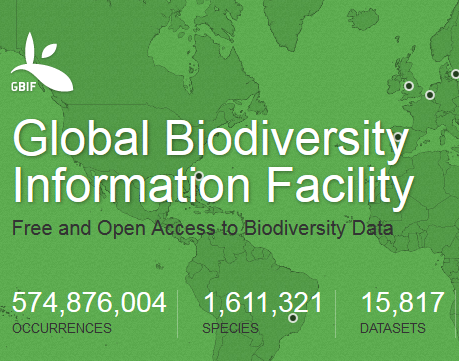 GBIF
Global Biodiversity
Information Facility
Free and Open Access to Biodiversity Data
574,876,004 1,611,321 15,817
OCCURRENCES SPECIES DATASETS